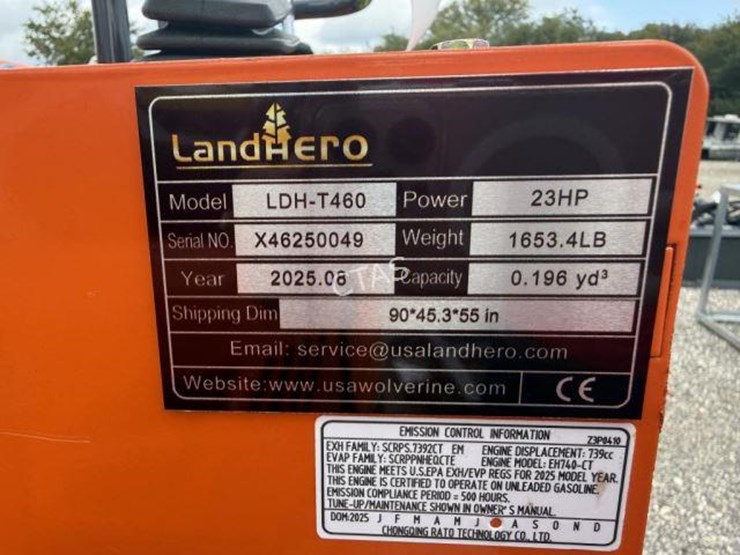 LandHero
Model LDH-T460 Power 23HP
Serial NO. X46250049 Weight 1653.4LB
Year 2025.08 Capacity 0.196 yd³
CTAS
Shipping Dim 90*45.3*55 in
Email: service@usalandhero.com
Website:www.usawolverine.com CE
EMISSION CONTROL INFORMATION Z3P0410
EXH FAMILY: SCRPS.7392CT EM ENGINE DISPLACEMENT: 739cc
EVAP FAMILY: SCRPPNHEQCTE ENGINE MODEL: EH740-CT
THIS ENGINE MEETS U.S.EPA EXH/EVP REGS FOR 2025 MODEL YEAR.
THIS ENGINE IS CERTIFIED TO OPERATE ON UNLEADED GASOLINE.
EMISSION COMPLIANCE PERIOD = 500 HOURS.
TUNE-UP/MAINTENANCE SHOWN IN OWNER'S MANUAL
DOM:2025 J F M A M J A S O N D
CHONGQING RATO TECHNOLOGY CO., LTD.